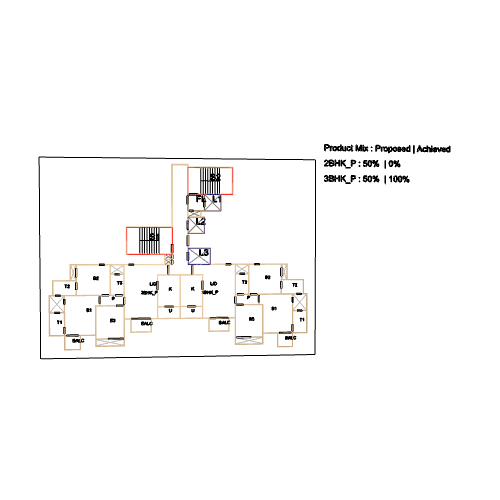 Product Mix : Proposed | Achieved
2BHK_P : 50% | 0%
3BHK_P : 50% | 100%
S2
L1
L2
S1
L3
B2 T3 L/D K K L/D T3 B2
T2 3BHK_P T2
P P
B1 U U B1
T1 B3 B3 T1
BALC BALC
BALC BALC